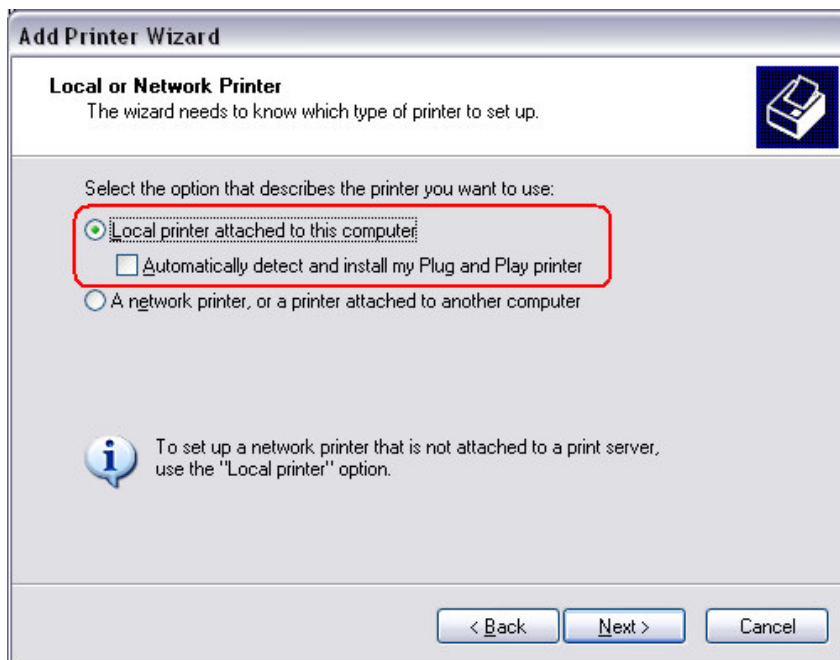 Add Printer Wizard
Local or Network Printer
The wizard needs to know which type of printer to set up.
Select the option that describes the printer you want to use:
Local printer attached to this computer
Automatically detect and install my Plug and Play printer
A network printer, or a printer attached to another computer
To set up a network printer that is not attached to a print server,
use the "Local printer" option.
< Back
Next >
Cancel